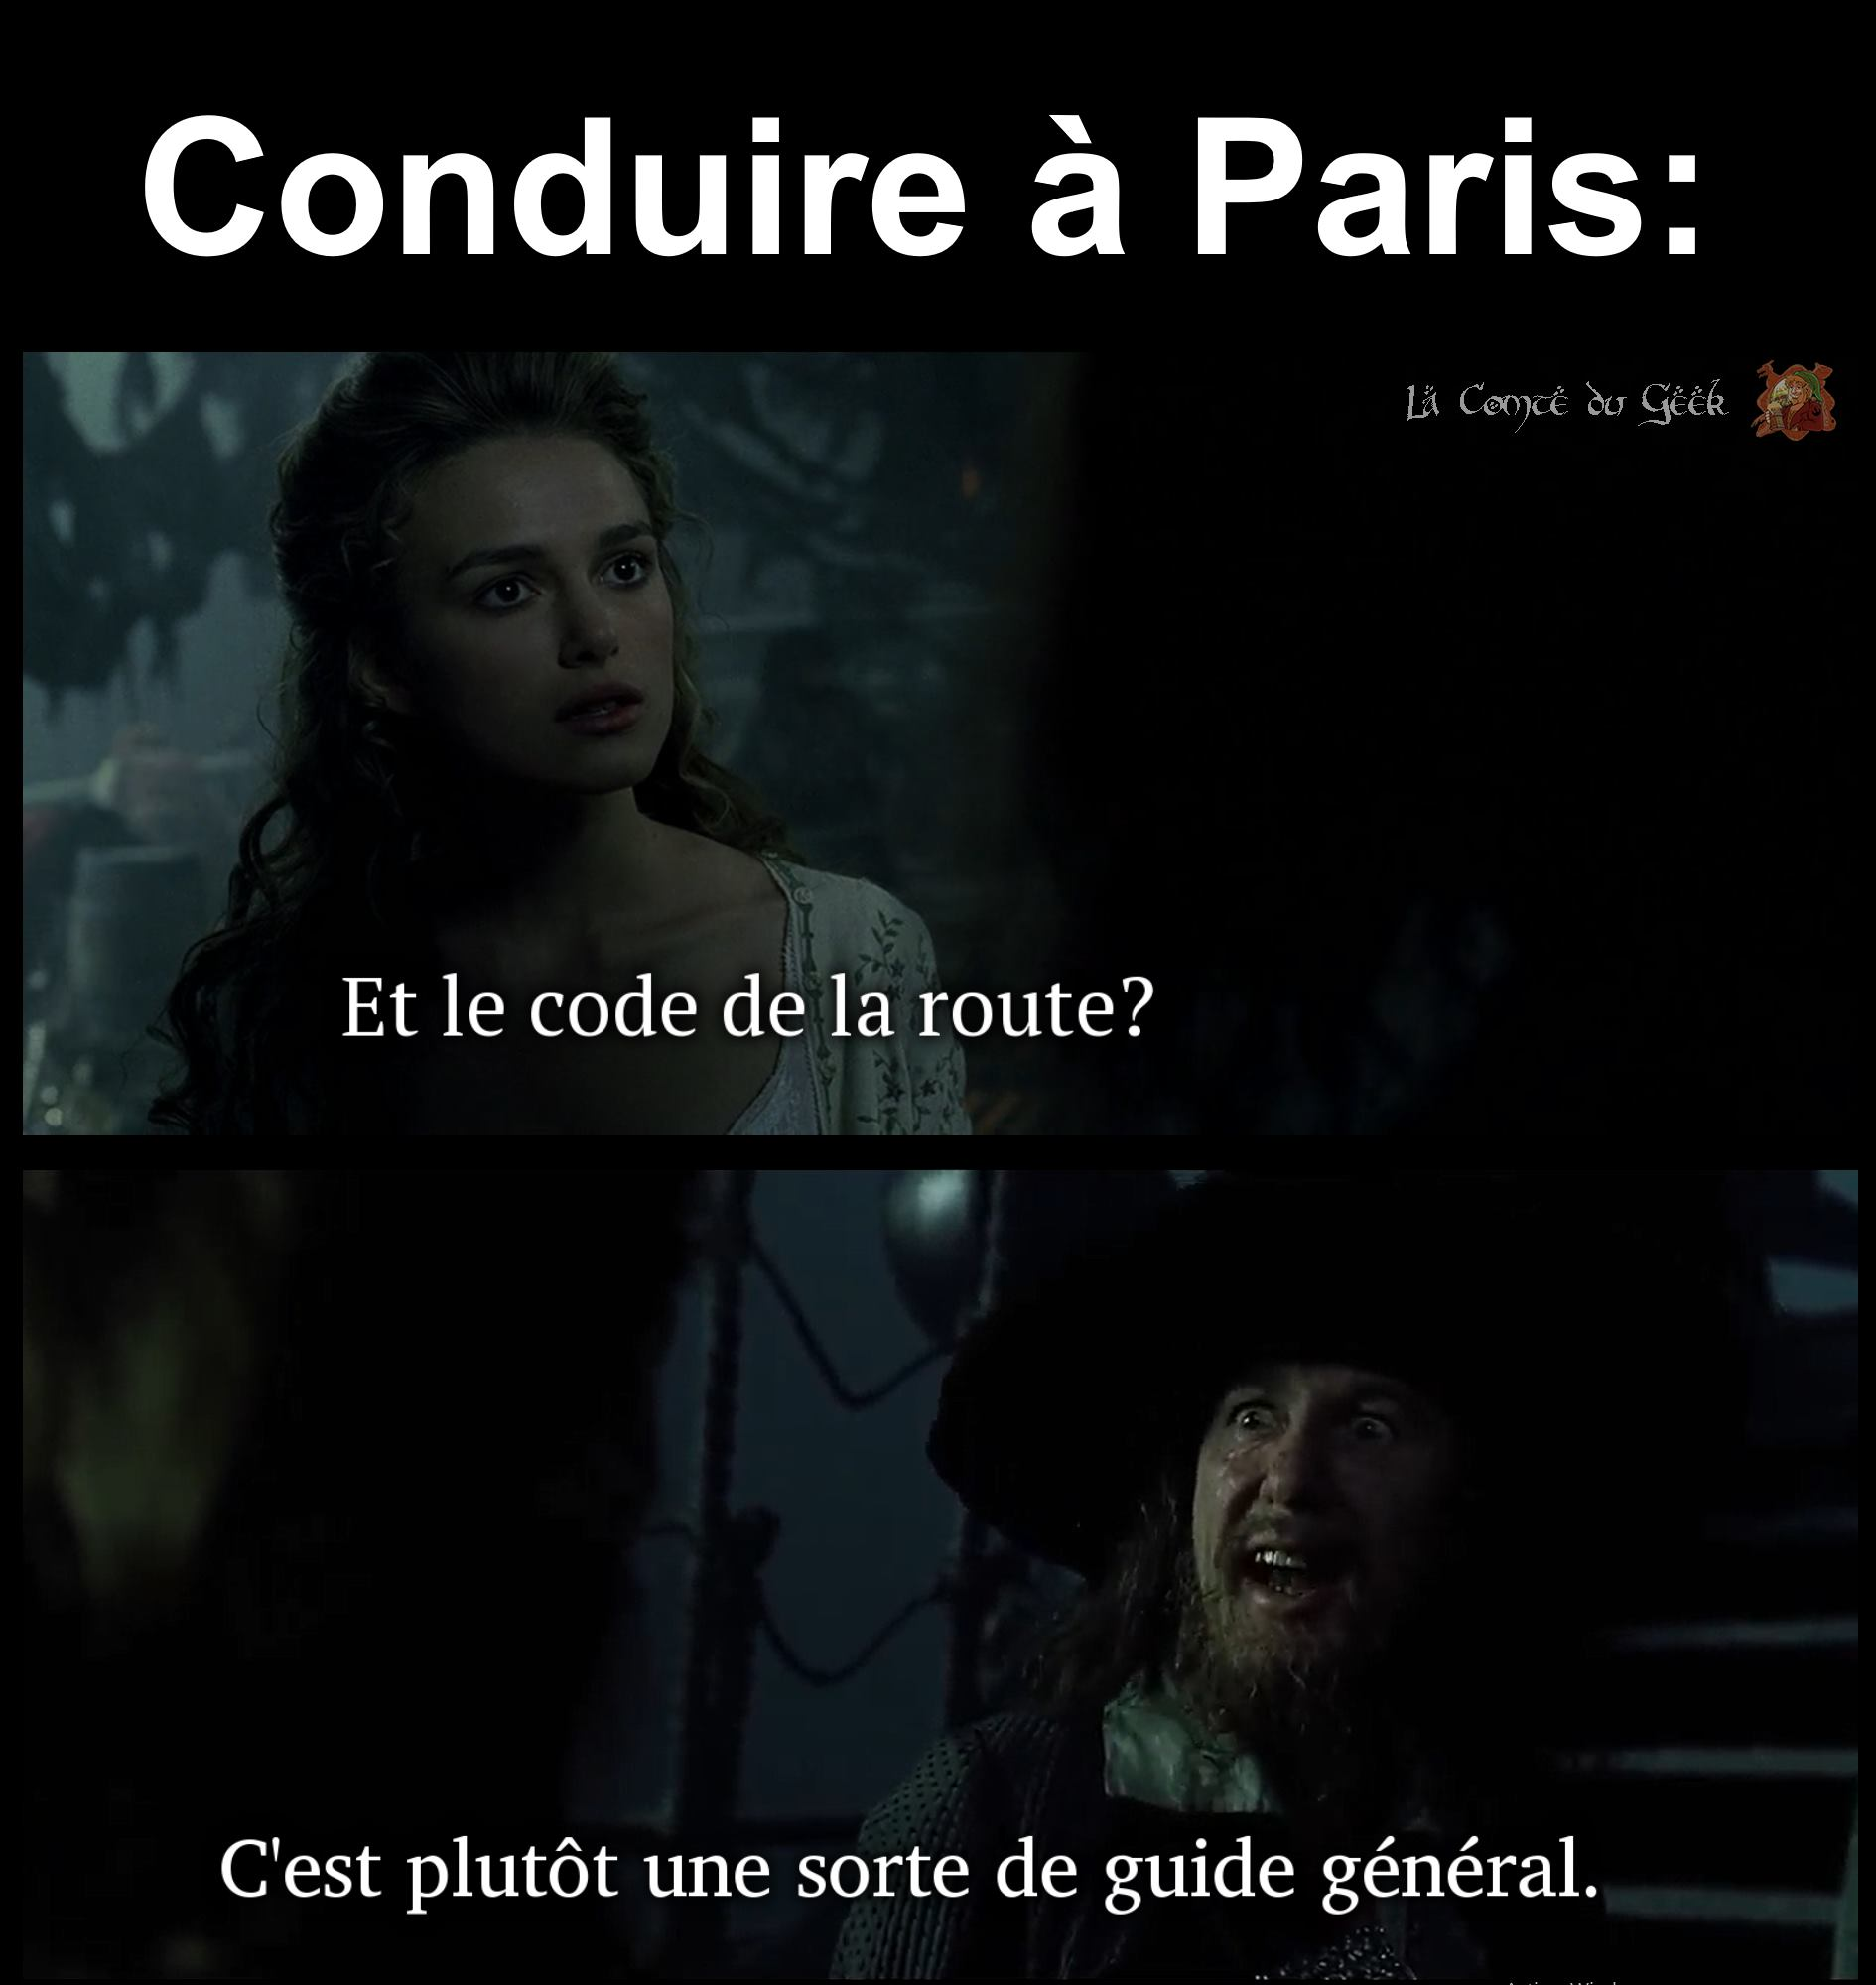 Conduire à Paris:
La Comté du Geek
Et le code de la route?
C'est plutôt une sorte de guide général.